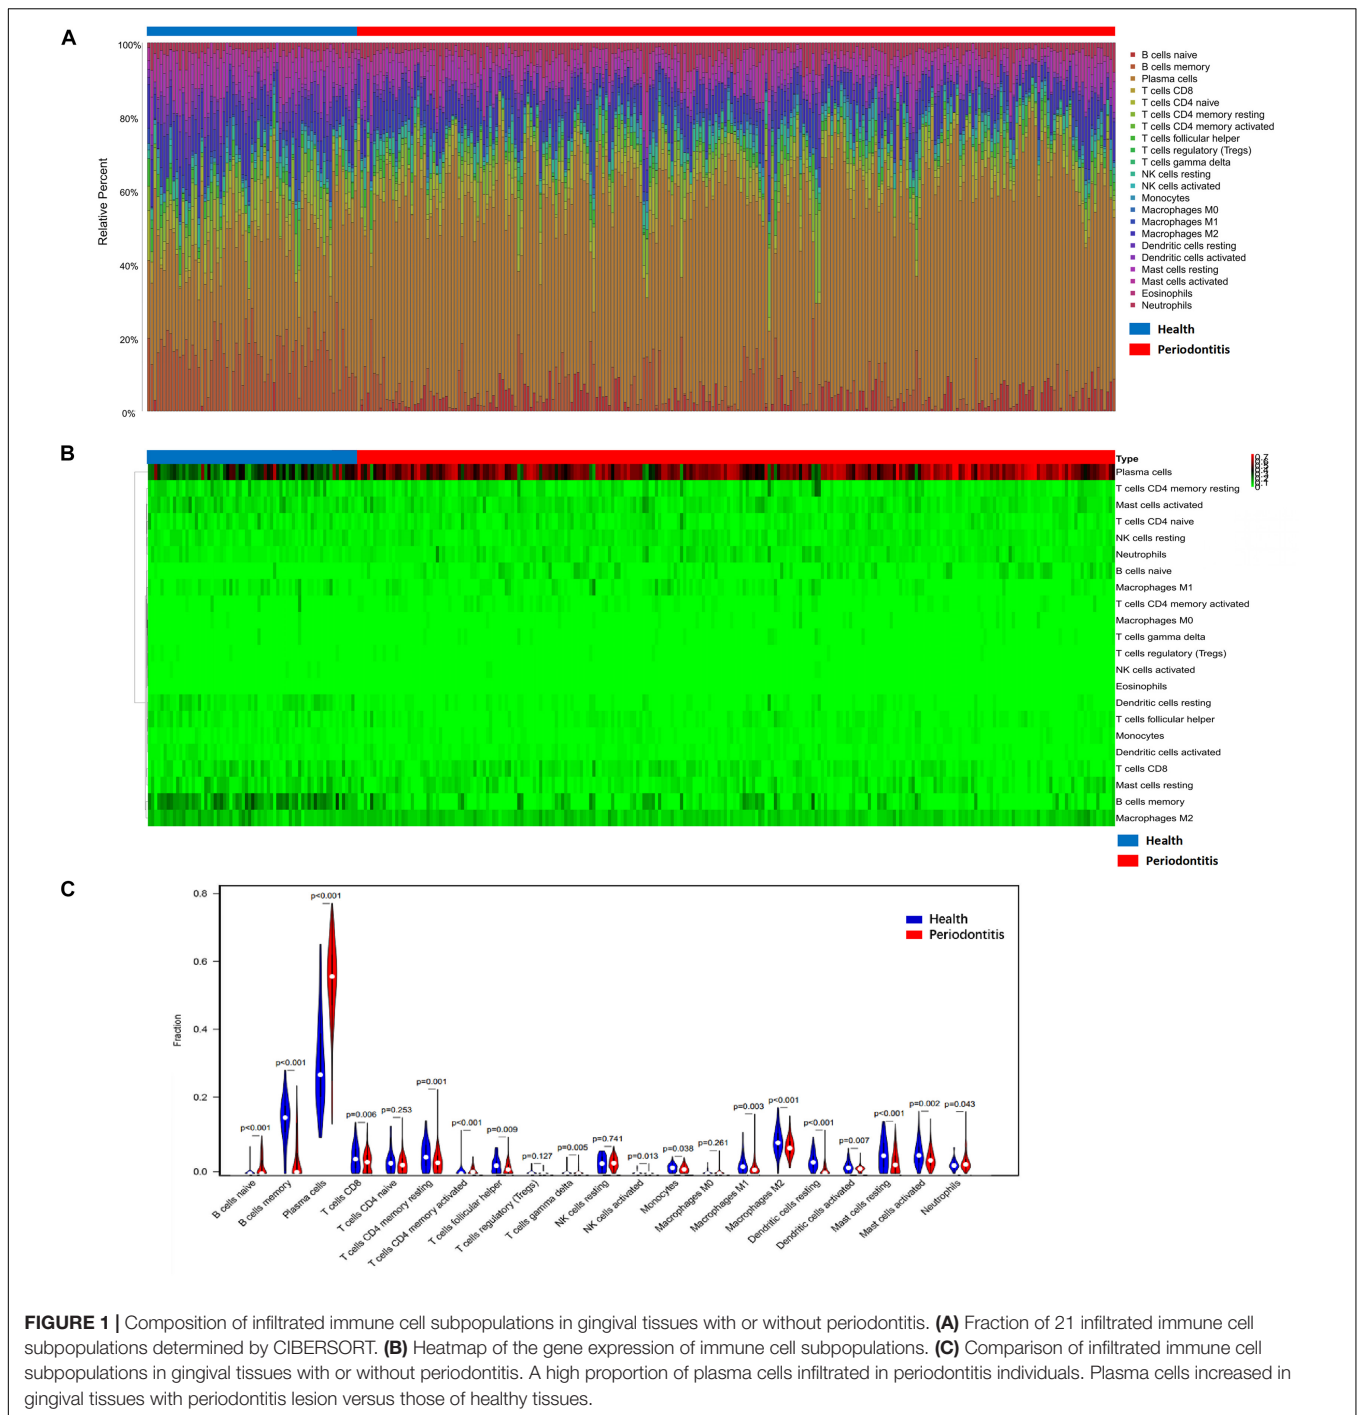 A
100%
80%
60%
40%
20%
0%
Relative Percent
B cells naive
B cells memory
Plasma cells
T cells CD8
T cells CD4 naive
T cells CD4 memory resting
T cells CD4 memory activated
T cells follicular helper
T cells regulatory (Tregs)
T cells gamma delta
NK cells resting
NK cells activated
Monocytes
Macrophages M0
Macrophages M1
Macrophages M2
Dendritic cells resting
Dendritic cells activated
Mast cells resting
Mast cells activated
Eosinophils
Neutrophils
Health
Periodontitis
B
Type
Plasma cells
T cells CD4 memory resting
Mast cells activated
T cells CD4 naive
NK cells resting
Neutrophils
B cells naive
Macrophages M1
T cells CD4 memory activated
Macrophages M0
T cells gamma delta
T cells regulatory (Tregs)
NK cells activated
Eosinophils
Dendritic cells resting
T cells follicular helper
Monocytes
Dendritic cells activated
T cells CD8
Mast cells resting
B cells memory
Macrophages M2
0.7
0.6
0.5
0.4
0.3
0.2
0.1
0
Health
Periodontitis
C
0.8
0.6
0.4
0.2
0.0
Fraction
Health
Periodontitis
p<0.001
p<0.001
p<0.001
p=0.006
p=0.253
p=0.001
p<0.001
p=0.009
p=0.127
p=0.005
p=0.741
p=0.013
p=0.038
p=0.261
p=0.003
p<0.001
p<0.001
p=0.007
p<0.001
p=0.002
p=0.043
B cells naive
B cells memory
Plasma cells
T cells CD8
T cells CD4 naive
T cells CD4 memory resting
T cells CD4 memory activated
T cells follicular helper
T cells regulatory (Tregs)
T cells gamma delta
NK cells resting
NK cells activated
Monocytes
Macrophages M0
Macrophages M1
Macrophages M2
Dendritic cells resting
Dendritic cells activated
Mast cells resting
Mast cells activated
Neutrophils
FIGURE 1 | Composition of infiltrated immune cell subpopulations in gingival tissues with or without periodontitis. (A) Fraction of 21 infiltrated immune cell
subpopulations determined by CIBERSORT. (B) Heatmap of the gene expression of immune cell subpopulations. (C) Comparison of infiltrated immune cell
subpopulations in gingival tissues with or without periodontitis. A high proportion of plasma cells infiltrated in periodontitis individuals. Plasma cells increased in
gingival tissues with periodontitis lesion versus those of healthy tissues.